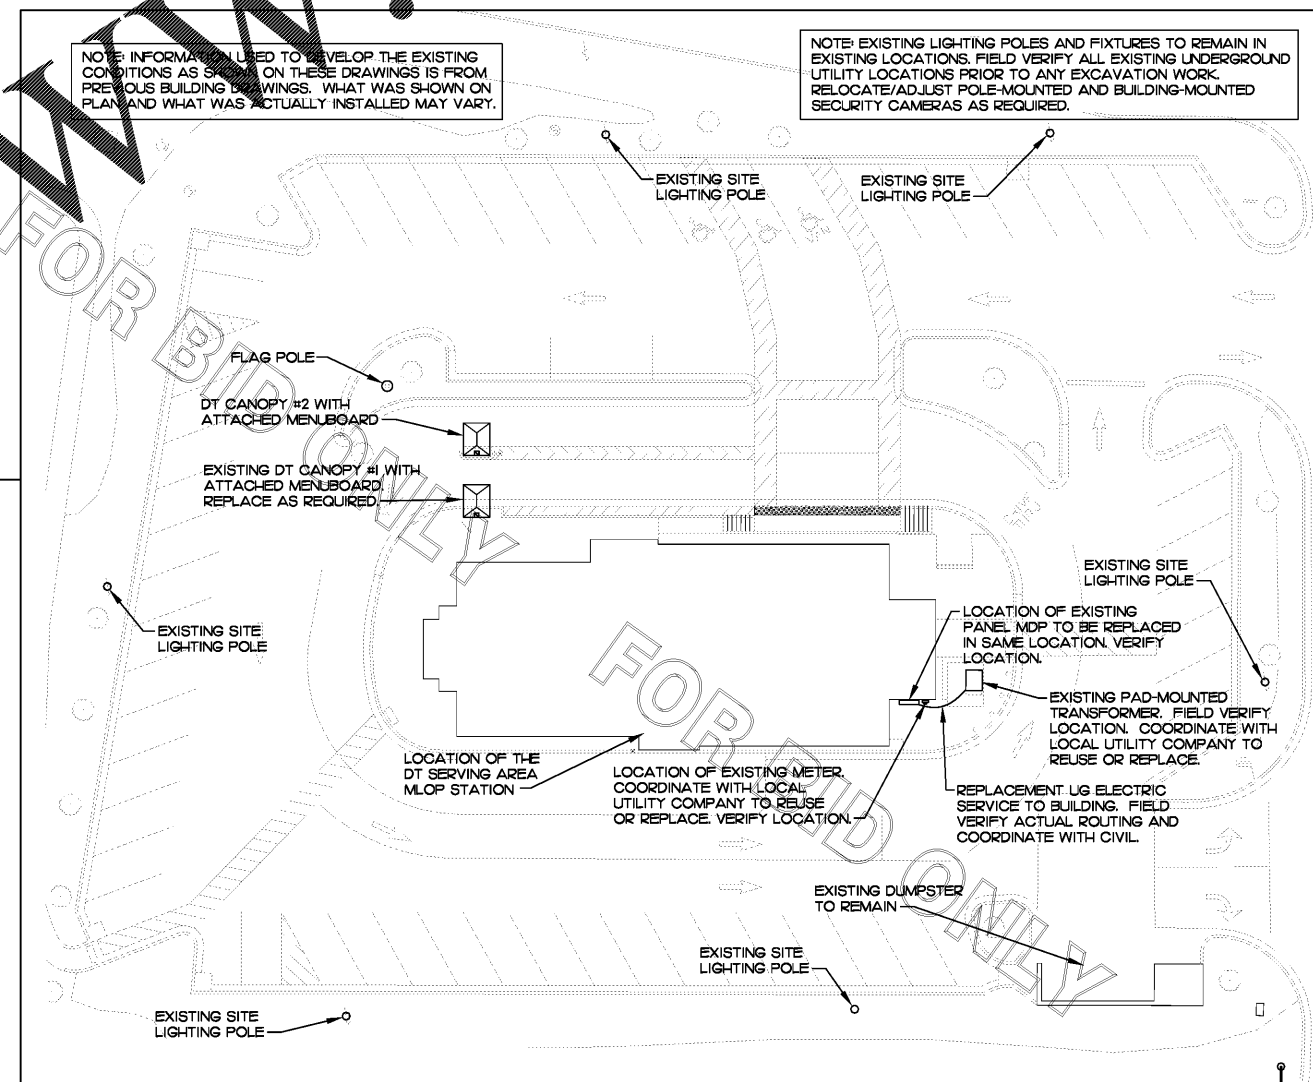 WW.
NOTE: INFORMATION USED TO DEVELOP THE EXISTING
CONDITIONS AS SHOWN ON THESE DRAWINGS IS FROM
PREVIOUS BUILDING DRAWINGS. WHAT WAS SHOWN ON
PLAN AND WHAT WAS ACTUALLY INSTALLED MAY VARY.
NOTE: EXISTING LIGHTING POLES AND FIXTURES TO REMAIN IN
EXISTING LOCATIONS. FIELD VERIFY ALL EXISTING UNDERGROUND
UTILITY LOCATIONS PRIOR TO ANY EXCAVATION WORK.
RELOCATE/ADJUST POLE-MOUNTED AND BUILDING-MOUNTED
SECURITY CAMERAS AS REQUIRED.
EXISTING SITE
LIGHTING POLE
EXISTING SITE
LIGHTING POLE
FOR BID ONLY
FLAG POLE
DT CANOPY #2 WITH
ATTACHED MENUBOARD
EXISTING DT CANOPY #1 WITH
ATTACHED MENUBOARD.
REPLACE AS REQUIRED.
EXISTING SITE
LIGHTING POLE
EXISTING SITE
LIGHTING POLE
LOCATION OF EXISTING
PANEL MDP TO BE REPLACED
IN SAME LOCATION. VERIFY
LOCATION.
FOR BID ONLY
EXISTING PAD-MOUNTED
TRANSFORMER. FIELD VERIFY
LOCATION. COORDINATE WITH
LOCAL UTILITY COMPANY TO
REUSE OR REPLACE.
LOCATION OF THE
DT SERVING AREA
MLOP STATION
LOCATION OF EXISTING METER.
COORDINATE WITH LOCAL
UTILITY COMPANY TO REUSE
OR REPLACE. VERIFY LOCATION.
REPLACEMENT UG ELECTRIC
SERVICE TO BUILDING. FIELD
VERIFY ACTUAL ROUTING AND
COORDINATE WITH CIVIL.
EXISTING DUMPSTER
TO REMAIN
EXISTING SITE
LIGHTING POLE
EXISTING SITE
LIGHTING POLE